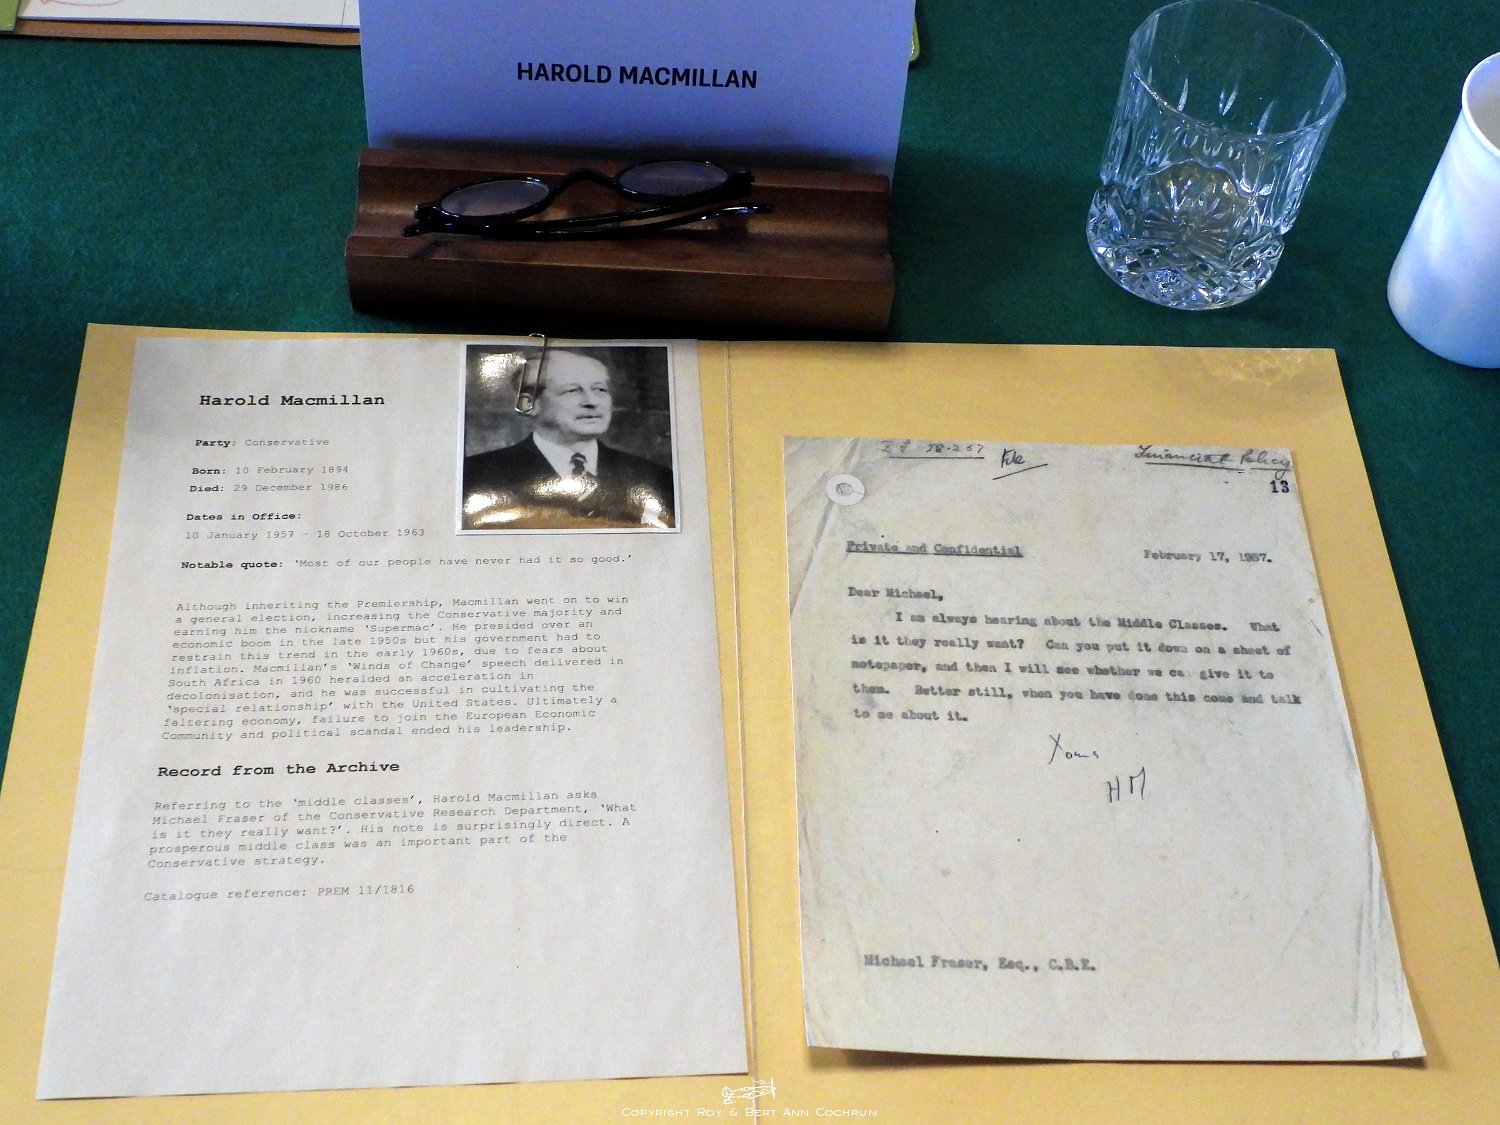 HAROLD MACMILLAN
Harold Macmillan
Party: Conservative
Born: 10 February 1894
Died: 29 December 1986
Dates in Office:
10 January 1957 - 18 October 1963
Notable quote: 'Most of our people have never had it so good.'
Although inheriting the Premiership, Macmillan went on to win
a general election, increasing the Conservative majority and
earning him the nickname 'Supermac'. He presided over an
economic boom in the late 1950s but his government had to
restrain this trend in the early 1960s, due to fears about
inflation. Macmillan's 'Winds of Change' speech delivered in
South Africa in 1960 heralded an acceleration in
decolonisation, and he was successful in cultivating the
'special relationship' with the United States. Ultimately a
faltering economy, failure to join the European Economic
Community and political scandal ended his leadership.
Record from the Archive
Referring to the 'middle classes', Harold Macmillan asks
Michael Fraser of the Conservative Research Department, 'What
is it they really want?'. His note is surprisingly direct. A
prosperous middle class was an important part of the
Conservative strategy.
Catalogue reference: PREM 11/1816
Financial Policy
13
Private and Confidential
February 17, 1957.
Dear Michael,
I am always hearing about the Middle Classes. What
is it they really want? Can you put it down on a sheet of
notepaper, and then I will see whether we can give it to
them. Better still, when you have done this come and talk
to me about it.
Yours
HM
Michael Fraser, Esq., C.B.E.
Copyright Roy & Bert Ann Cochrun